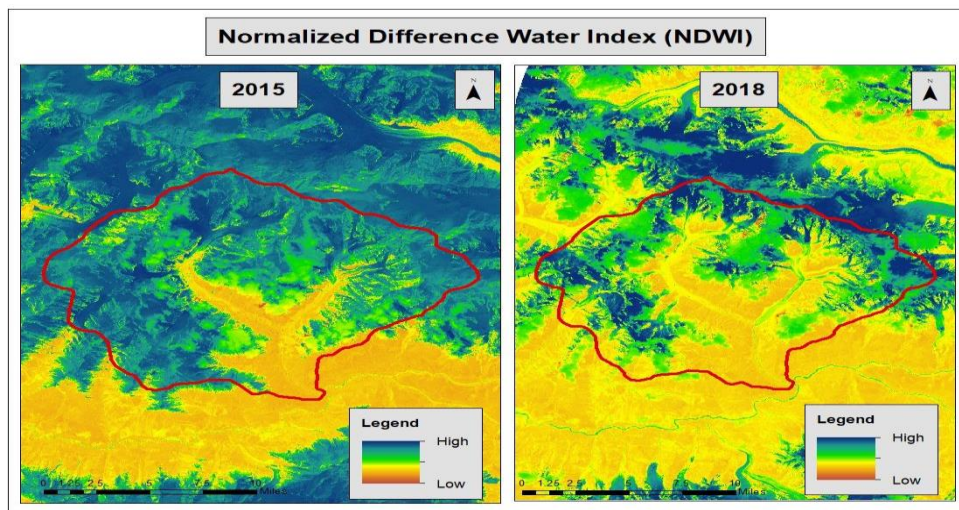 Normalized Difference Water Index (NDWI)
2015
N
2018
N
Legend
High
Low
0 1.25 2.5 5 7.5 10
Miles
Legend
High
Low
0 1.25 2.5 5 7.5 10
Miles